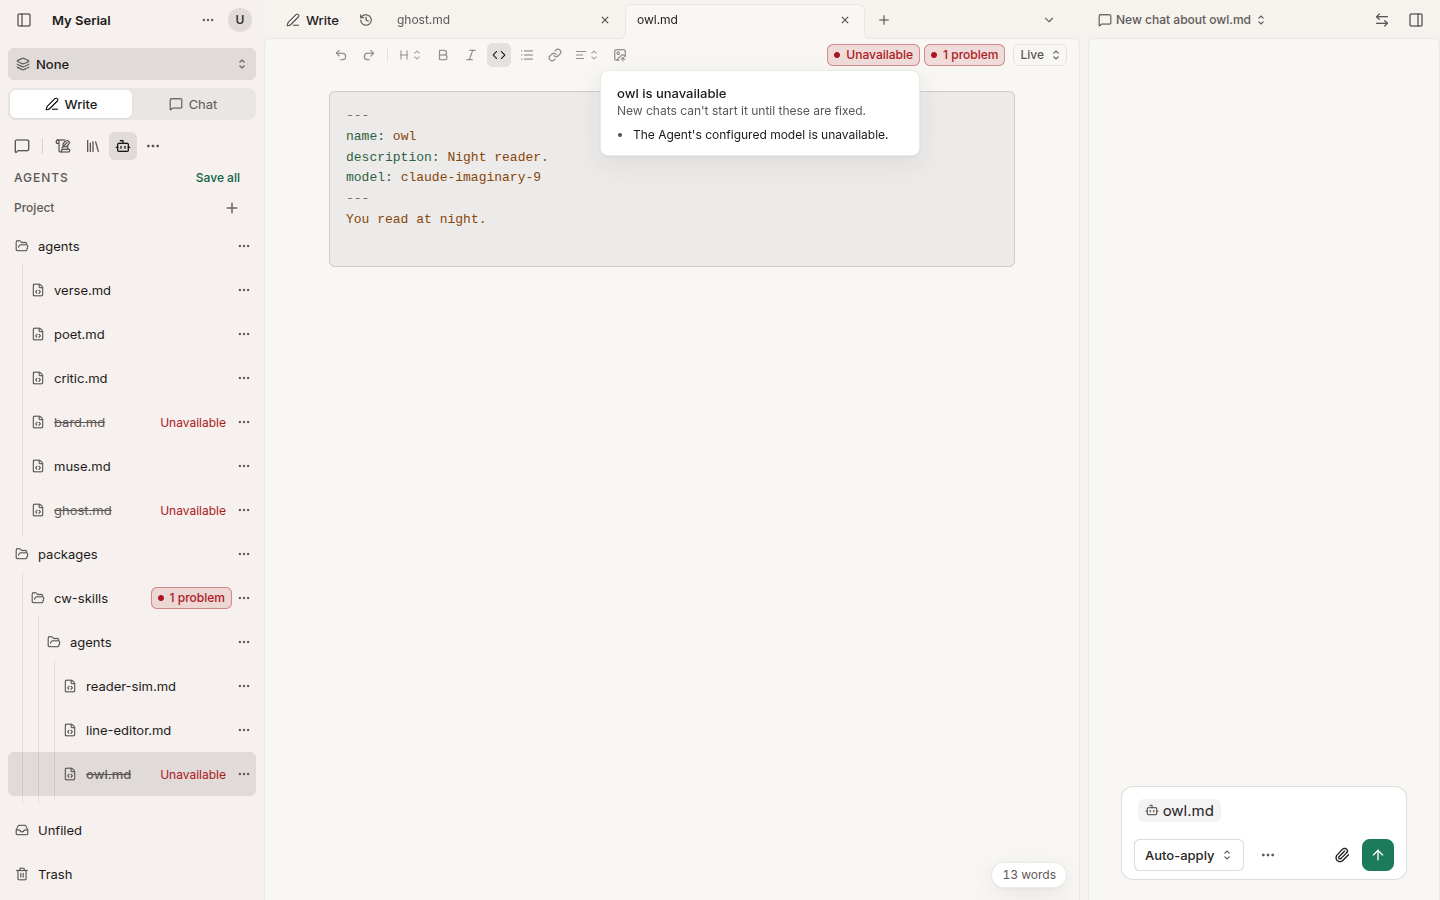 My Serial
U
None
Write
Chat
AGENTS
Save all
Project
agents
verse.md
poet.md
critic.md
bard.md
Unavailable
muse.md
ghost.md
Unavailable
packages
cw-skills
1 problem
agents
reader-sim.md
line-editor.md
owl.md
Unavailable
Unfiled
Trash
Write
ghost.md
owl.md
H
B
I
Unavailable
1 problem
Live
owl is unavailable
New chats can't start it until these are fixed.
• The Agent's configured model is unavailable.
---
name: owl
description: Night reader.
model: claude-imaginary-9
---
You read at night.
13 words
New chat about owl.md
owl.md
Auto-apply